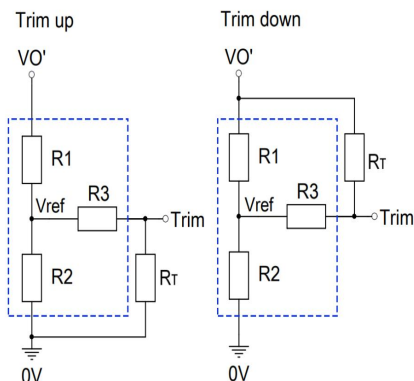 Trim up
VO'
R1
R3
Vref
Trim
R2
RT
0V
Trim down
VO'
R1
RT
R3
Vref
Trim
R2
0V